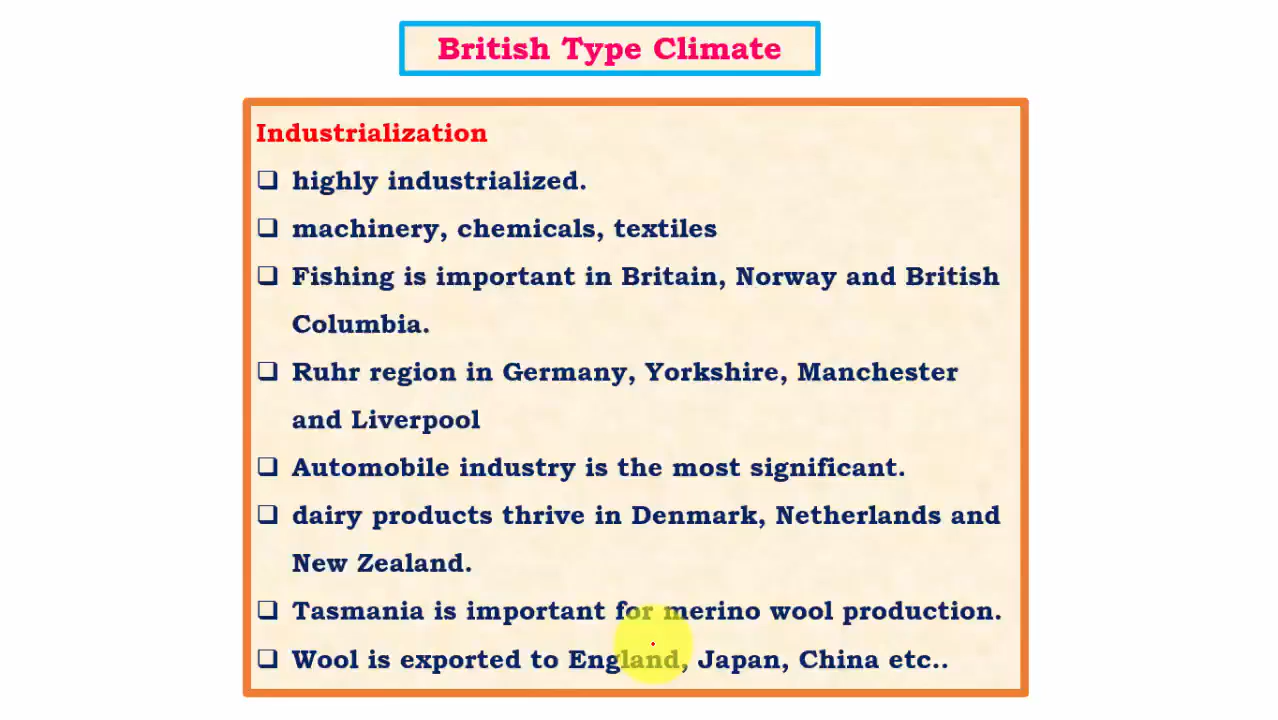 British Type Climate
Industrialization
❑ highly industrialized.
❑ machinery, chemicals, textiles
❑ Fishing is important in Britain, Norway and British
Columbia.
❑ Ruhr region in Germany, Yorkshire, Manchester
and Liverpool
❑ Automobile industry is the most significant.
❑ dairy products thrive in Denmark, Netherlands and
New Zealand.
❑ Tasmania is important for merino wool production.
❑ Wool is exported to England, Japan, China etc..